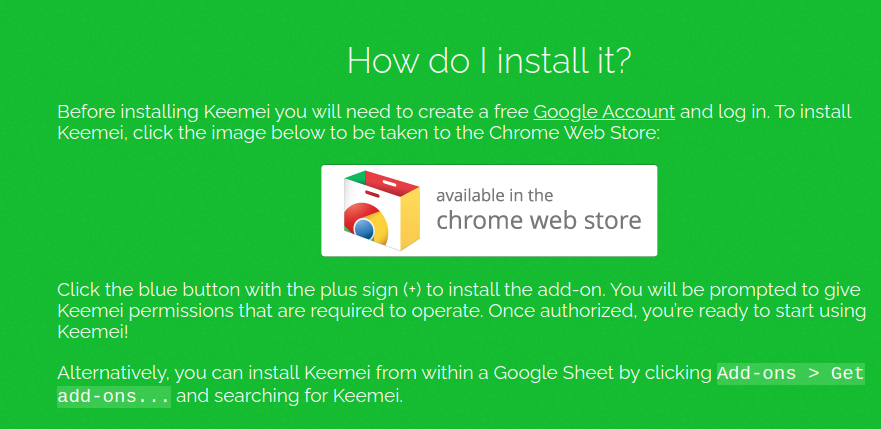 How do I install it?
Before installing Keemei you will need to create a free Google Account and log in. To install
Keemei, click the image below to be taken to the Chrome Web Store:
available in the
chrome web store
Click the blue button with the plus sign (+) to install the add-on. You will be prompted to give
Keemei permissions that are required to operate. Once authorized, you're ready to start using
Keemei!
Alternatively, you can install Keemei from within a Google Sheet by clicking Add-ons > Get
add-ons... and searching for Keemei.